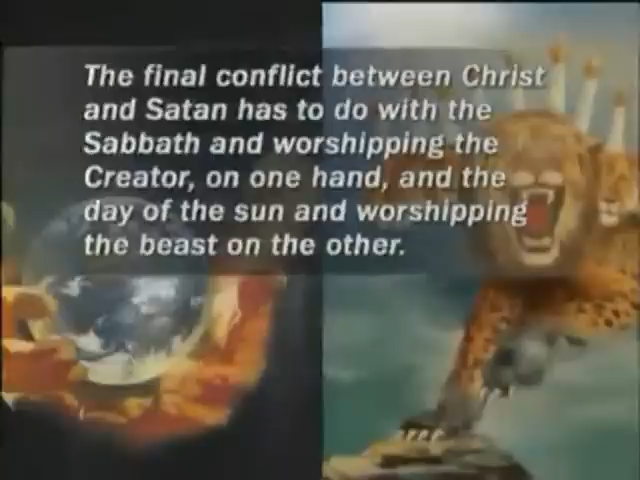 The final conflict between Christ
and Satan has to do with the
Sabbath and worshipping the
Creator, on one hand, and the
day of the sun and worshipping
the beast on the other.